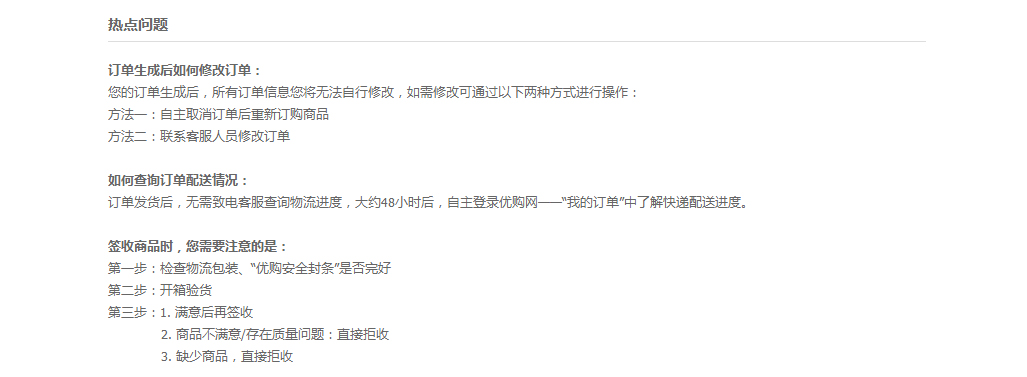 热点问题
订单生成后如何修改订单：
您的订单生成后，所有订单信息您将无法自行修改，如需修改可通过以下两种方式进行操作：
方法一：自主取消订单后重新订购商品
方法二：联系客服人员修改订单
如何查询订单配送情况：
订单发货后，无需致电客服查询物流进度，大约48小时后，自主登录优购网——“我的订单”中了解快递配送进度。
签收商品时，您需要注意的是：
第一步：检查物流包装、“优购安全封条”是否完好
第二步：开箱验货
第三步：1. 满意后再签收
2. 商品不满意/存在质量问题：直接拒收
3. 缺少商品，直接拒收